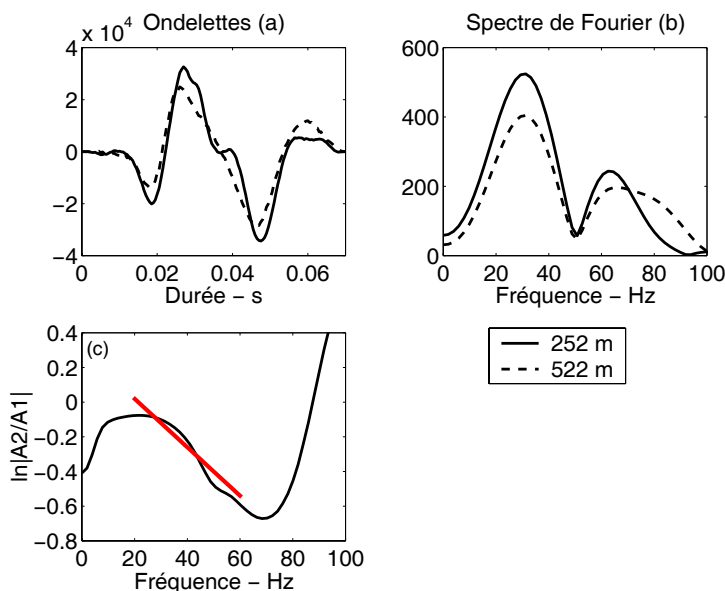 Ondelettes (a)
x 10⁴
4
2
0
−2
−4
0 0.02 0.04 0.06
Durée − s
Spectre de Fourier (b)
600
400
200
0
0 20 40 60 80 100
Fréquence − Hz
252 m
522 m
(c)
0.4
0.2
0
−0.2
−0.4
−0.6
−0.8
ln|A2/A1|
0 20 40 60 80 100
Fréquence − Hz